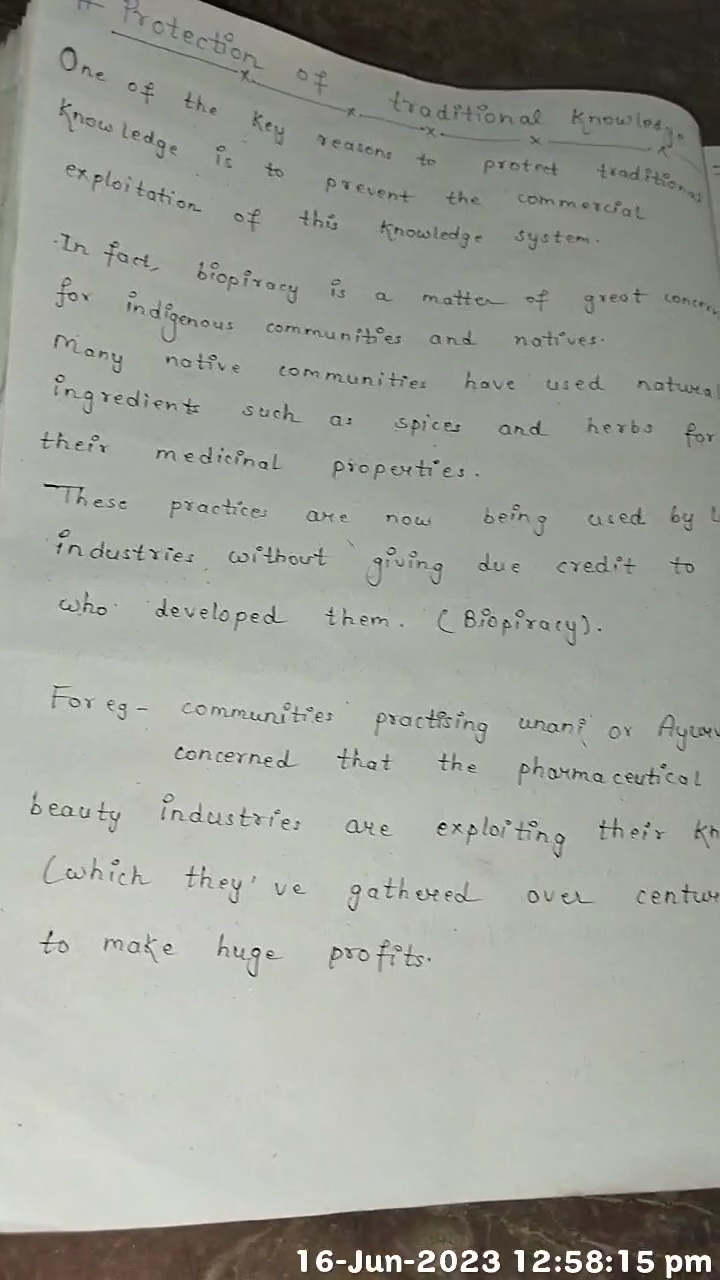 # Protection of traditional Knowledge
One of the key reasons to protect traditional
Knowledge is to prevent the commercial
exploitation of this knowledge system.
In fact, biopiracy is a matter of great concern
for indigenous communities and natives.
Many native communities have used natural
ingredients such as spices and herbs for
their medicinal properties.
These practices are now being used by
industries without giving due credit to
who developed them. (Biopiracy).
For eg - communities practising unani or
concerned that the pharmaceutical
beauty industries are exploiting their
(which they've gathered over
to make huge profits.
16-Jun-2023 12:58:15 pm